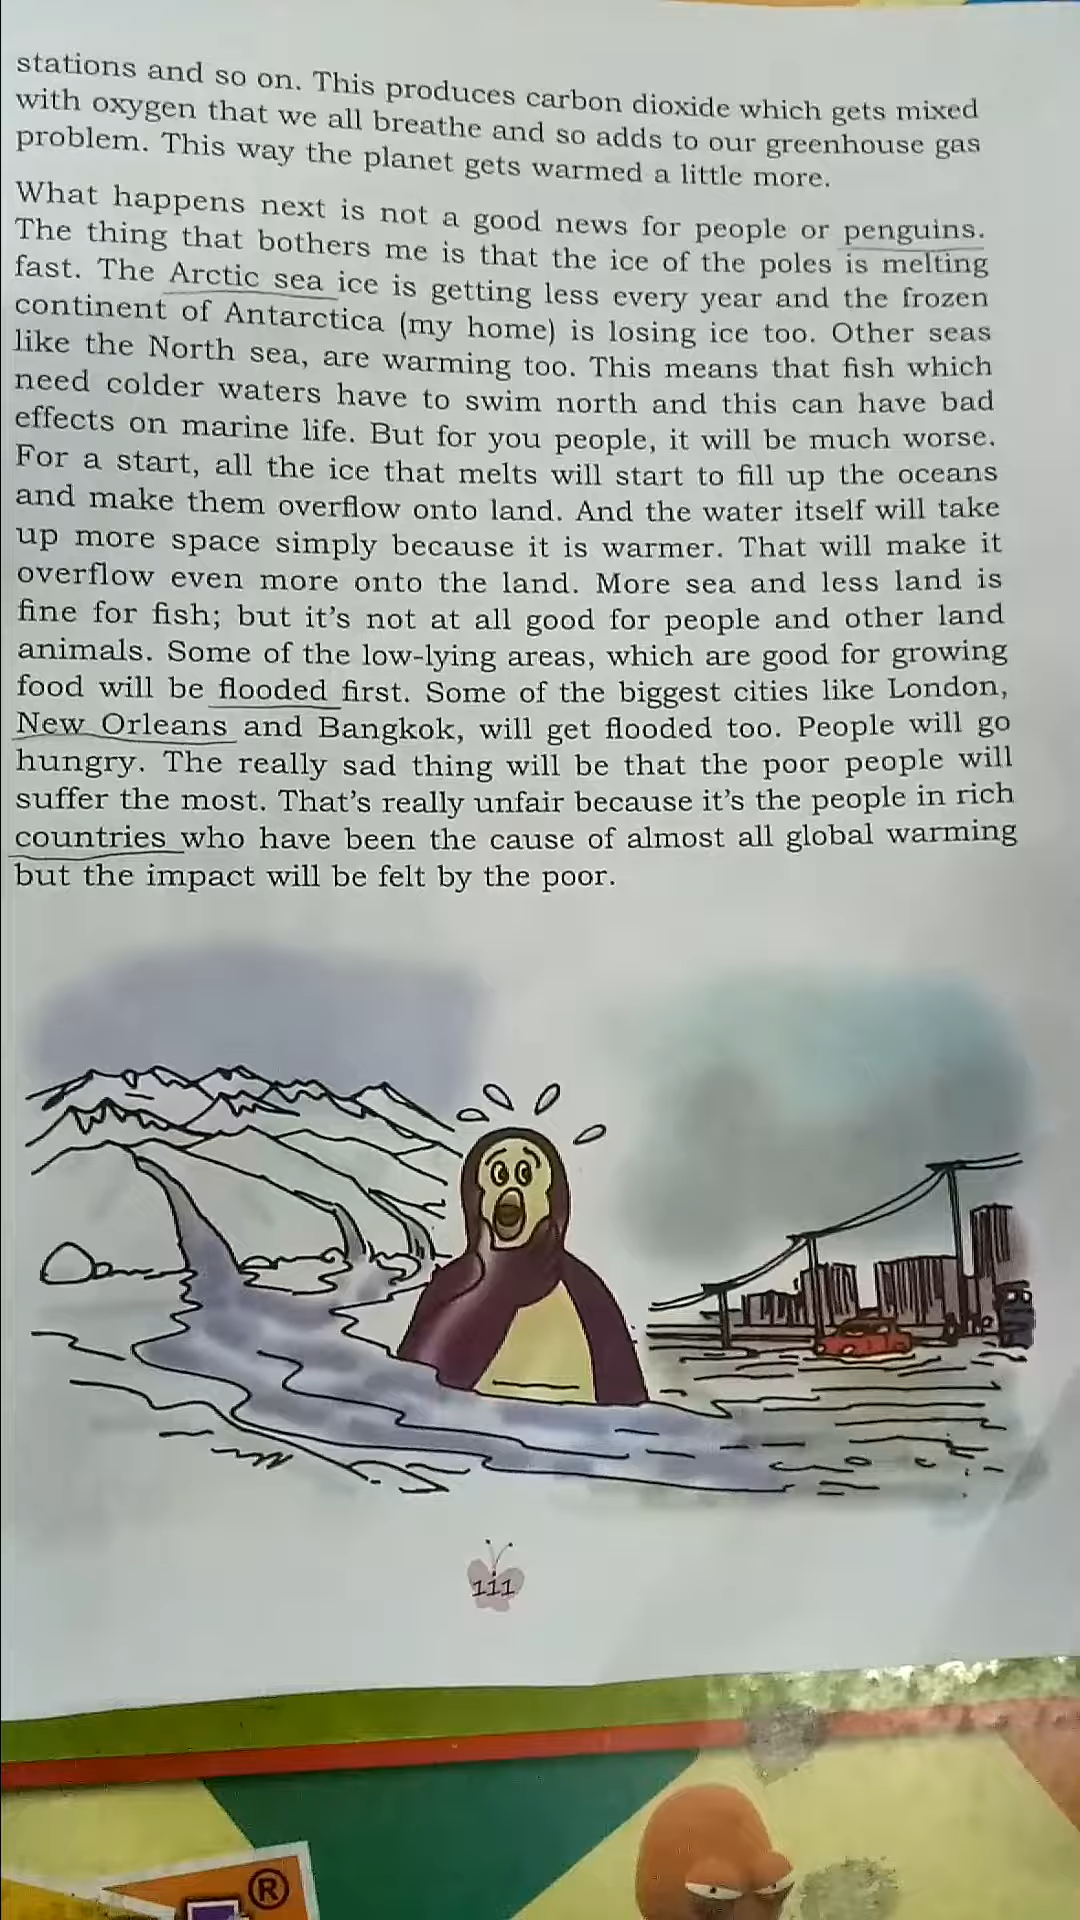 stations and so on. This produces carbon dioxide which gets mixed
with oxygen that we all breathe and so adds to our greenhouse gas
problem. This way the planet gets warmed a little more.
What happens next is not a good news for people or penguins.
The thing that bothers me is that the ice of the poles is melting
fast. The Arctic sea ice is getting less every year and the frozen
continent of Antarctica (my home) is losing ice too. Other seas
like the North sea, are warming too. This means that fish which
need colder waters have to swim north and this can have bad
effects on marine life. But for you people, it will be much worse.
For a start, all the ice that melts will start to fill up the oceans
and make them overflow onto land. And the water itself will take
up more space simply because it is warmer. That will make it
overflow even more onto the land. More sea and less land is
fine for fish; but it's not at all good for people and other land
animals. Some of the low-lying areas, which are good for growing
food will be flooded first. Some of the biggest cities like London,
New Orleans and Bangkok, will get flooded too. People will go
hungry. The really sad thing will be that the poor people will
suffer the most. That's really unfair because it's the people in rich
countries who have been the cause of almost all global warming
but the impact will be felt by the poor.
111
®